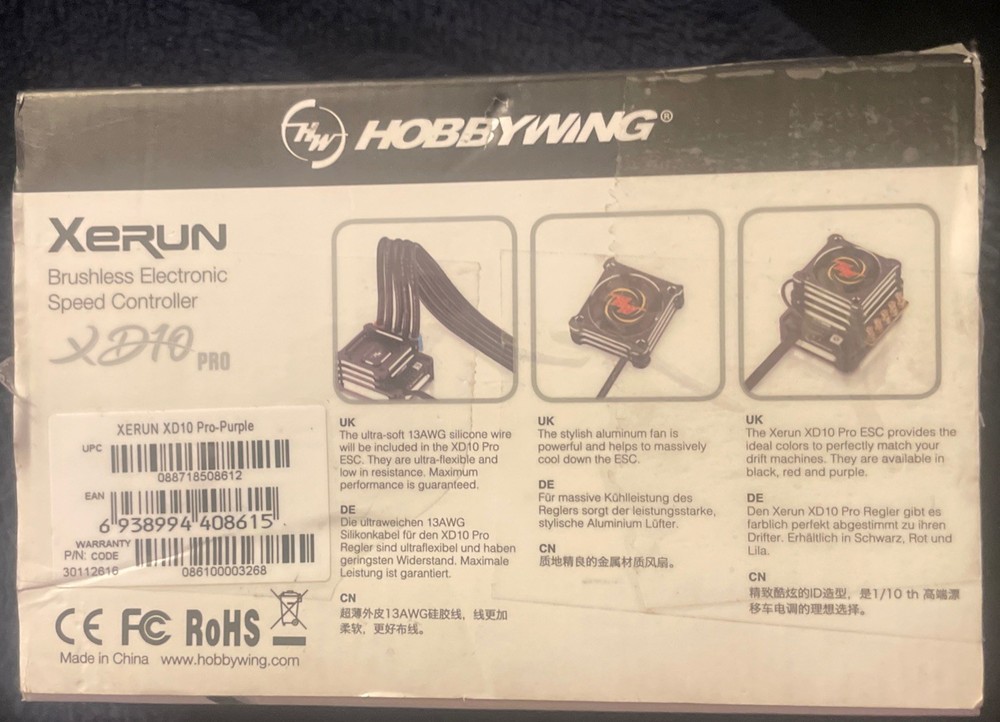 HW HOBBYWING®
XeRUN
Brushless Electronic
Speed Controller
XD10 PRO
XERUN XD10 Pro-Purple
UPC
088718508612
EAN
6 938994 408615
WARRANTY
P/N: CODE
30112616 086100003268
CE FC RoHS
Made in China www.hobbywing.com
UK
The ultra-soft 13AWG silicone wire
will be included in the XD10 Pro
ESC. They are ultra-flexible and
low in resistance. Maximum
performance is guaranteed.
DE
Die ultraweichen 13AWG
Silikonkabel für den XD10 Pro
Regler sind ultraflexibel und haben
geringsten Widerstand. Maximale
Leistung ist garantiert.
CN
超薄外皮13AWG硅胶线，线更加
柔软，更好布线。
UK
The stylish aluminum fan is
powerful and helps to massively
cool down the ESC.
DE
Für massive Kühlleistung des
Reglers sorgt der leistungsstarke,
stylische Aluminium Lüfter.
CN
质地精良的金属材质风扇。
UK
The Xerun XD10 Pro ESC provides the
ideal colors to perfectly match your
drift machines. They are available in
black, red and purple.
DE
Den Xerun XD10 Pro Regler gibt es
farblich perfekt abgestimmt zu ihren
Drifter. Erhältlich in Schwarz, Rot und
Lila.
CN
精致酷炫的ID造型，是1/10 th 高端漂
移车电调的理想选择。